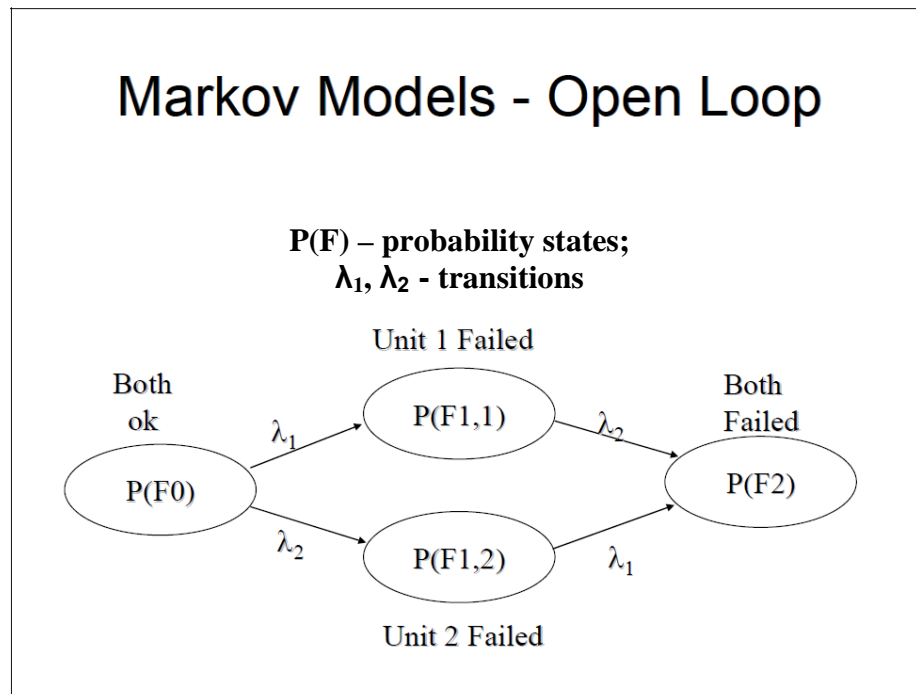 Markov Models - Open Loop
P(F) – probability states;
λ₁, λ₂ - transitions
Unit 1 Failed
Both
ok
Both
Failed
P(F1,1)
λ₁
λ₂
P(F0)
P(F2)
λ₂
P(F1,2)
λ₁
Unit 2 Failed